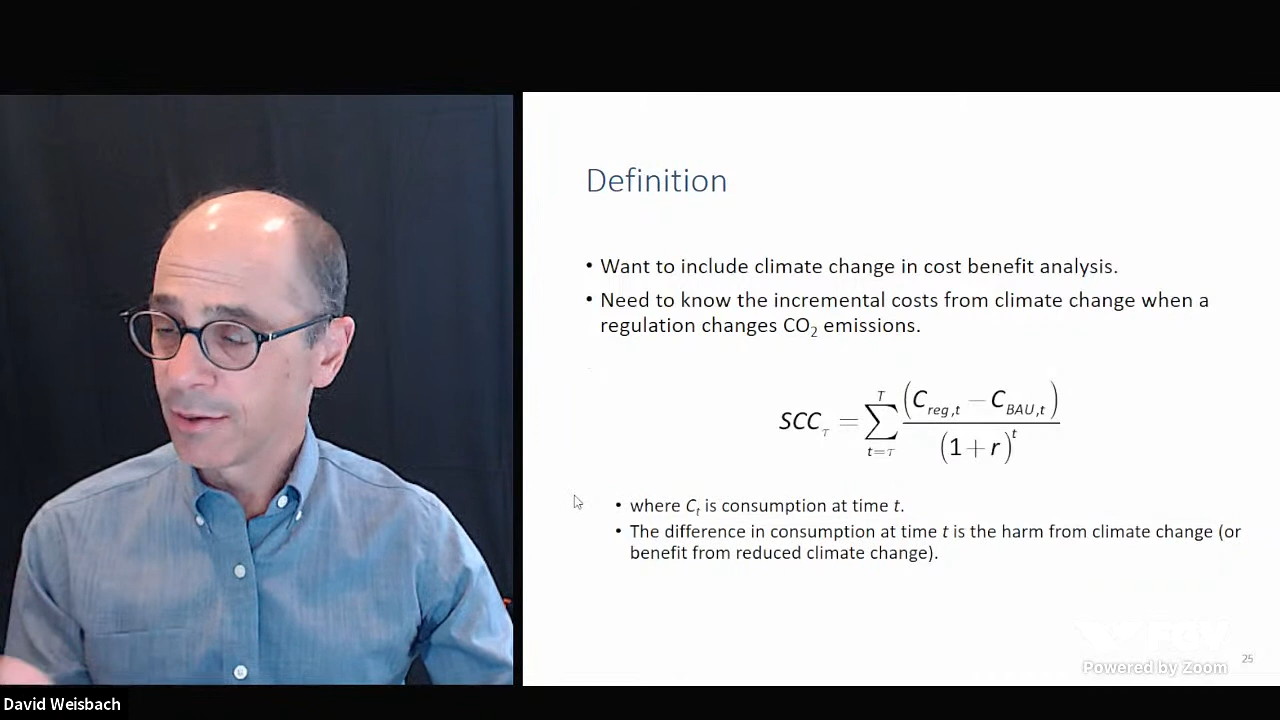 Definition
• Want to include climate change in cost benefit analysis.
• Need to know the incremental costs from climate change when a
regulation changes CO₂ emissions.
SCC_τ = ∑_{t=τ}^{T} (C_{reg,t} − C_{BAU,t}) / (1+r)^t
• where C_t is consumption at time t.
• The difference in consumption at time t is the harm from climate change (or
benefit from reduced climate change).
Powered by Zoom
25
David Weisbach